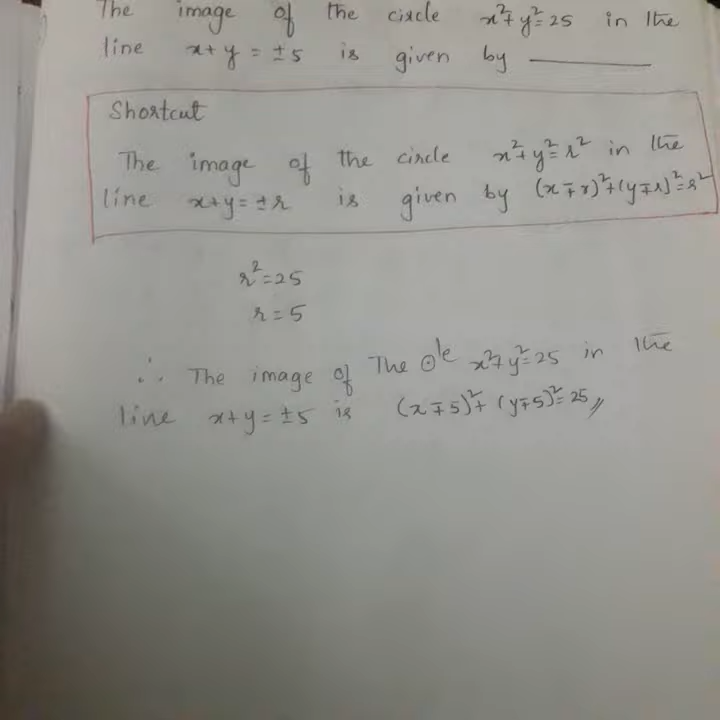 The image of the circle x²+y²=25 in the
line x+y = ±5 is given by ________
Shortcut
The image of the circle x²+y²=r² in the
line x+y=±r is given by (x∓r)²+(y∓r)²=r²
r²=25
r=5
∴ The image of The ⊙le x²+y²=25 in the
line x+y=±5 is (x∓5)²+(y∓5)²=25//